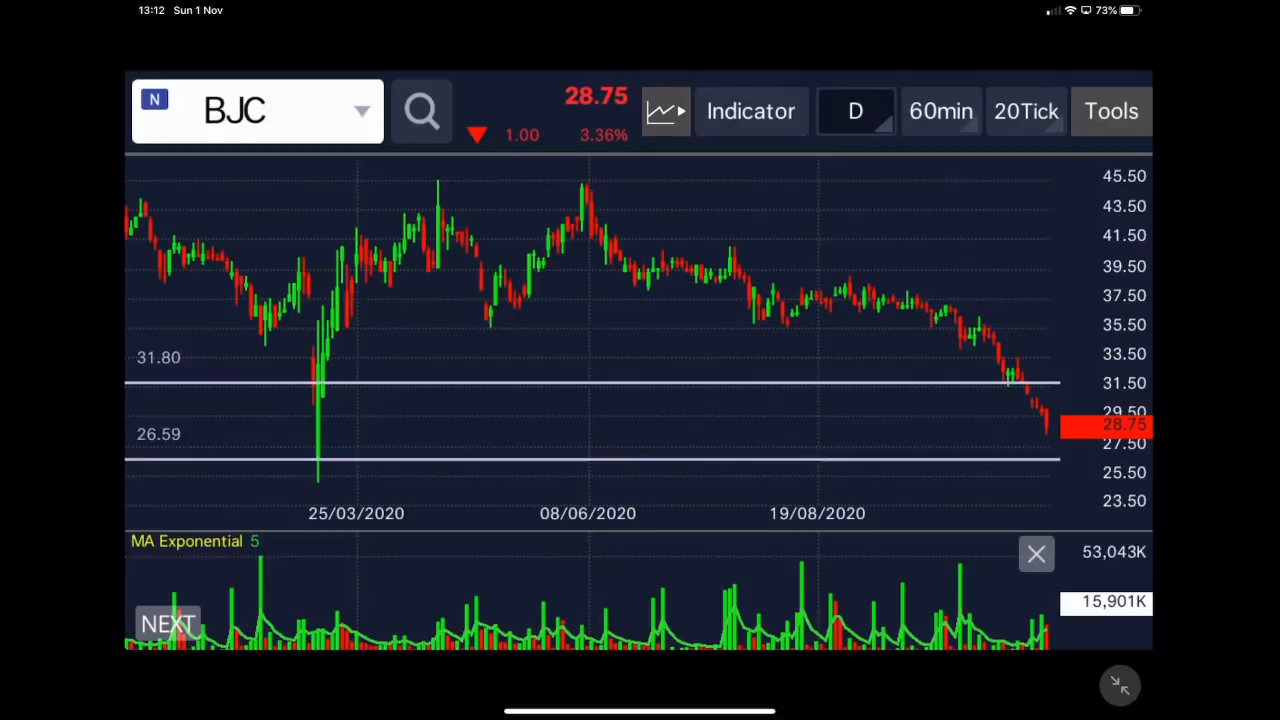 13:12 Sun 1 Nov
73%
N BJC
28.75
1.00 3.36%
Indicator D 60min 20Tick Tools
45.50
43.50
41.50
39.50
37.50
35.50
31.80
33.50
31.50
29.50
28.75
26.59
27.50
25.50
23.50
25/03/2020 08/06/2020 19/08/2020
MA Exponential 5
53,043K
15,901K
NEXT